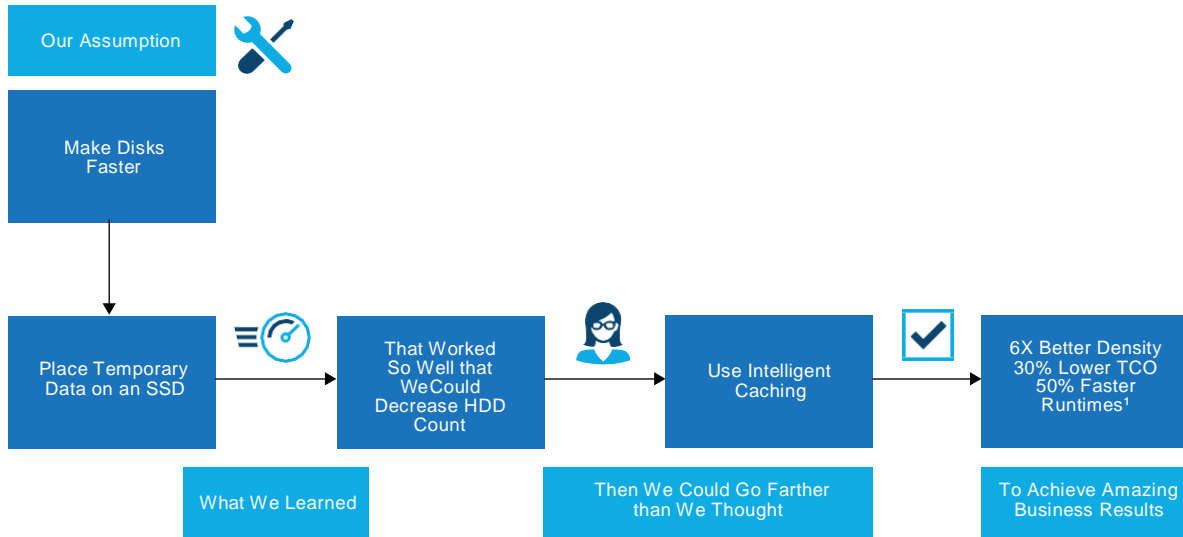 Our Assumption
Make Disks
Faster
Place Temporary
Data on an SSD
That Worked
So Well that
WeCould
Decrease HDD
Count
Use Intelligent
Caching
6X Better Density
30% Lower TCO
50% Faster
Runtimes¹
What We Learned
Then We Could Go Farther
than We Thought
To Achieve Amazing
Business Results